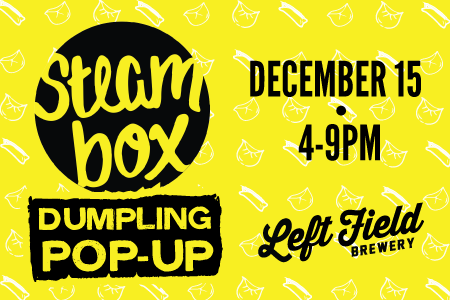 Steam
box
DUMPLING
POP-UP
DECEMBER 15
•
4-9PM
Left Field
BREWERY